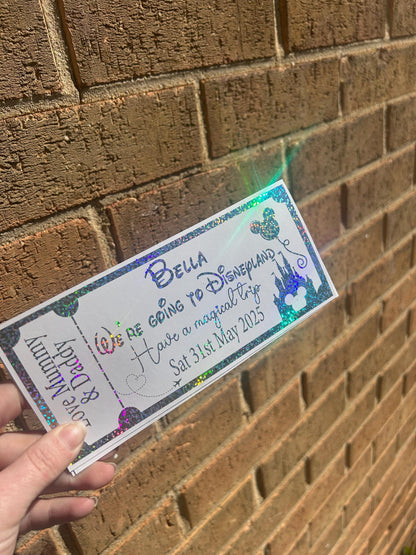 Bella
We're going to Disneyland
Have a magical trip
Sat 31st May 2025
Love Mummy
& Daddy